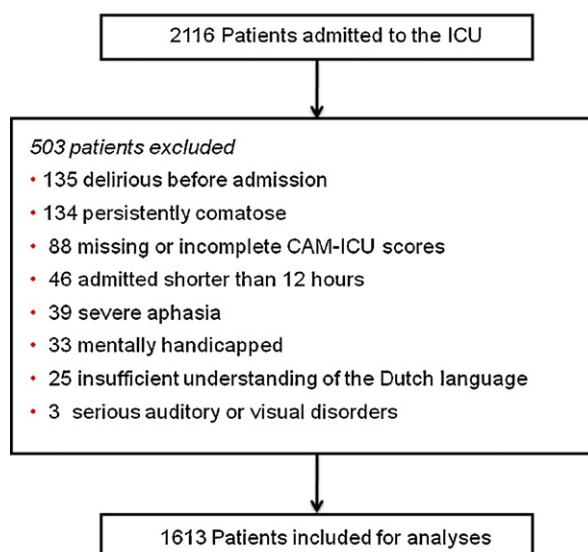 2116 Patients admitted to the ICU
503 patients excluded
• 135 delirious before admission
• 134 persistently comatose
• 88 missing or incomplete CAM-ICU scores
• 46 admitted shorter than 12 hours
• 39 severe aphasia
• 33 mentally handicapped
• 25 insufficient understanding of the Dutch language
• 3 serious auditory or visual disorders
1613 Patients included for analyses